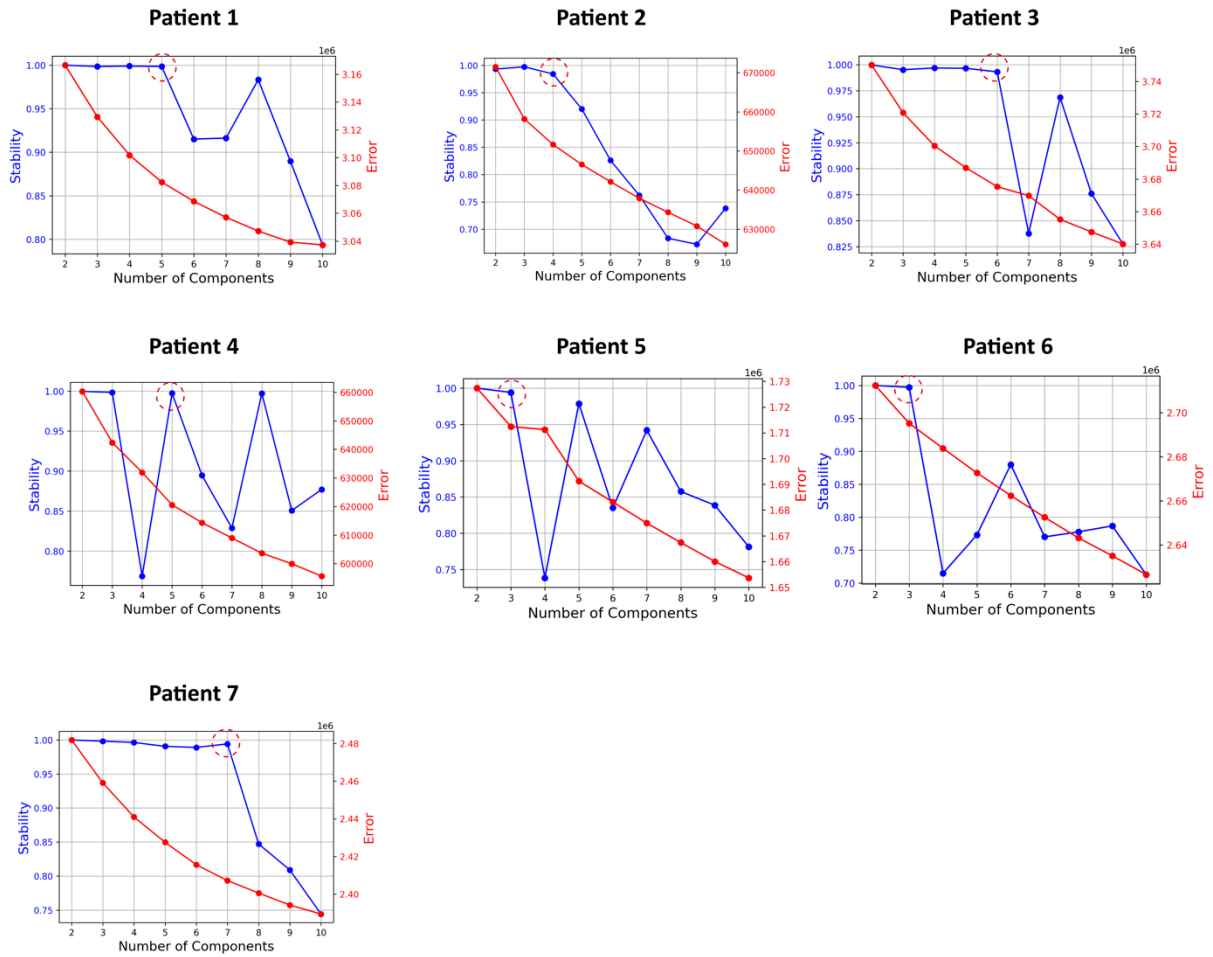 Patient 1
Patient 2
Patient 3
1e6
1.00
0.95
0.90
0.85
0.80
Stability
3.16
3.14
3.12
3.10
3.08
3.06
3.04
Error
2 3 4 5 6 7 8 9 10
Number of Components
1.00
0.95
0.90
0.85
0.80
0.75
0.70
Stability
670000
660000
650000
640000
630000
Error
2 3 4 5 6 7 8 9 10
Number of Components
1e6
1.000
0.975
0.950
0.925
0.900
0.875
0.850
0.825
Stability
3.74
3.72
3.70
3.68
3.66
3.64
Error
2 3 4 5 6 7 8 9 10
Number of Components
Patient 4
Patient 5
Patient 6
1.00
0.95
0.90
0.85
0.80
Stability
660000
650000
640000
630000
620000
610000
600000
Error
2 3 4 5 6 7 8 9 10
Number of Components
1e6
1.00
0.95
0.90
0.85
0.80
0.75
Stability
1.73
1.72
1.71
1.70
1.69
1.68
1.67
1.66
1.65
Error
2 3 4 5 6 7 8 9 10
Number of Components
1e6
1.00
0.95
0.90
0.85
0.80
0.75
0.70
Stability
2.70
2.68
2.66
2.64
Error
2 3 4 5 6 7 8 9 10
Number of Components
Patient 7
1e6
1.00
0.95
0.90
0.85
0.80
0.75
Stability
2.48
2.46
2.44
2.42
2.40
Error
2 3 4 5 6 7 8 9 10
Number of Components